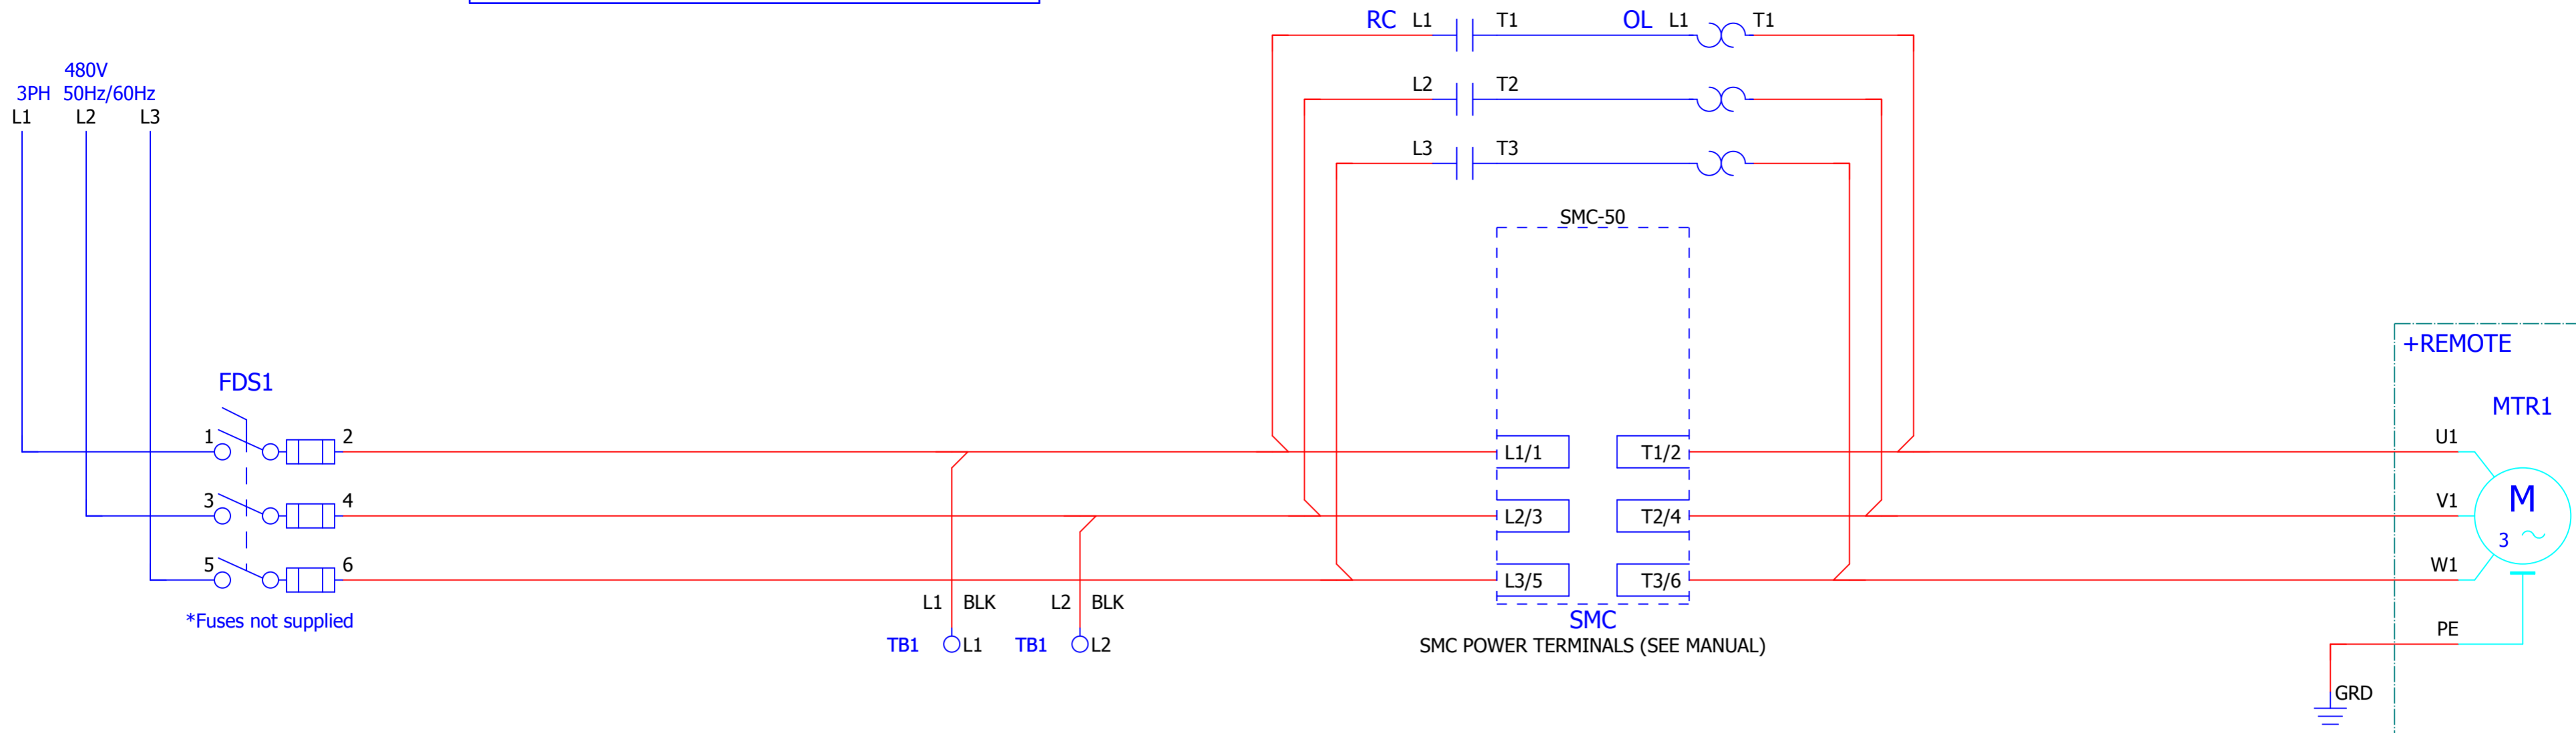 RC L1 T1 OL L1 T1
480V
3PH 50Hz/60Hz
L1 L2 L3
L2 T2
L3 T3
SMC-50
+REMOTE
FDS1
MTR1
1 2 L1/1 T1/2 U1
3 4 L2/3 T2/4 V1
M
3
5 6 L3/5 T3/6 W1
L1 BLK L2 BLK
*Fuses not supplied
SMC
TB1 L1 TB1 L2 SMC POWER TERMINALS (SEE MANUAL)
PE
GRD